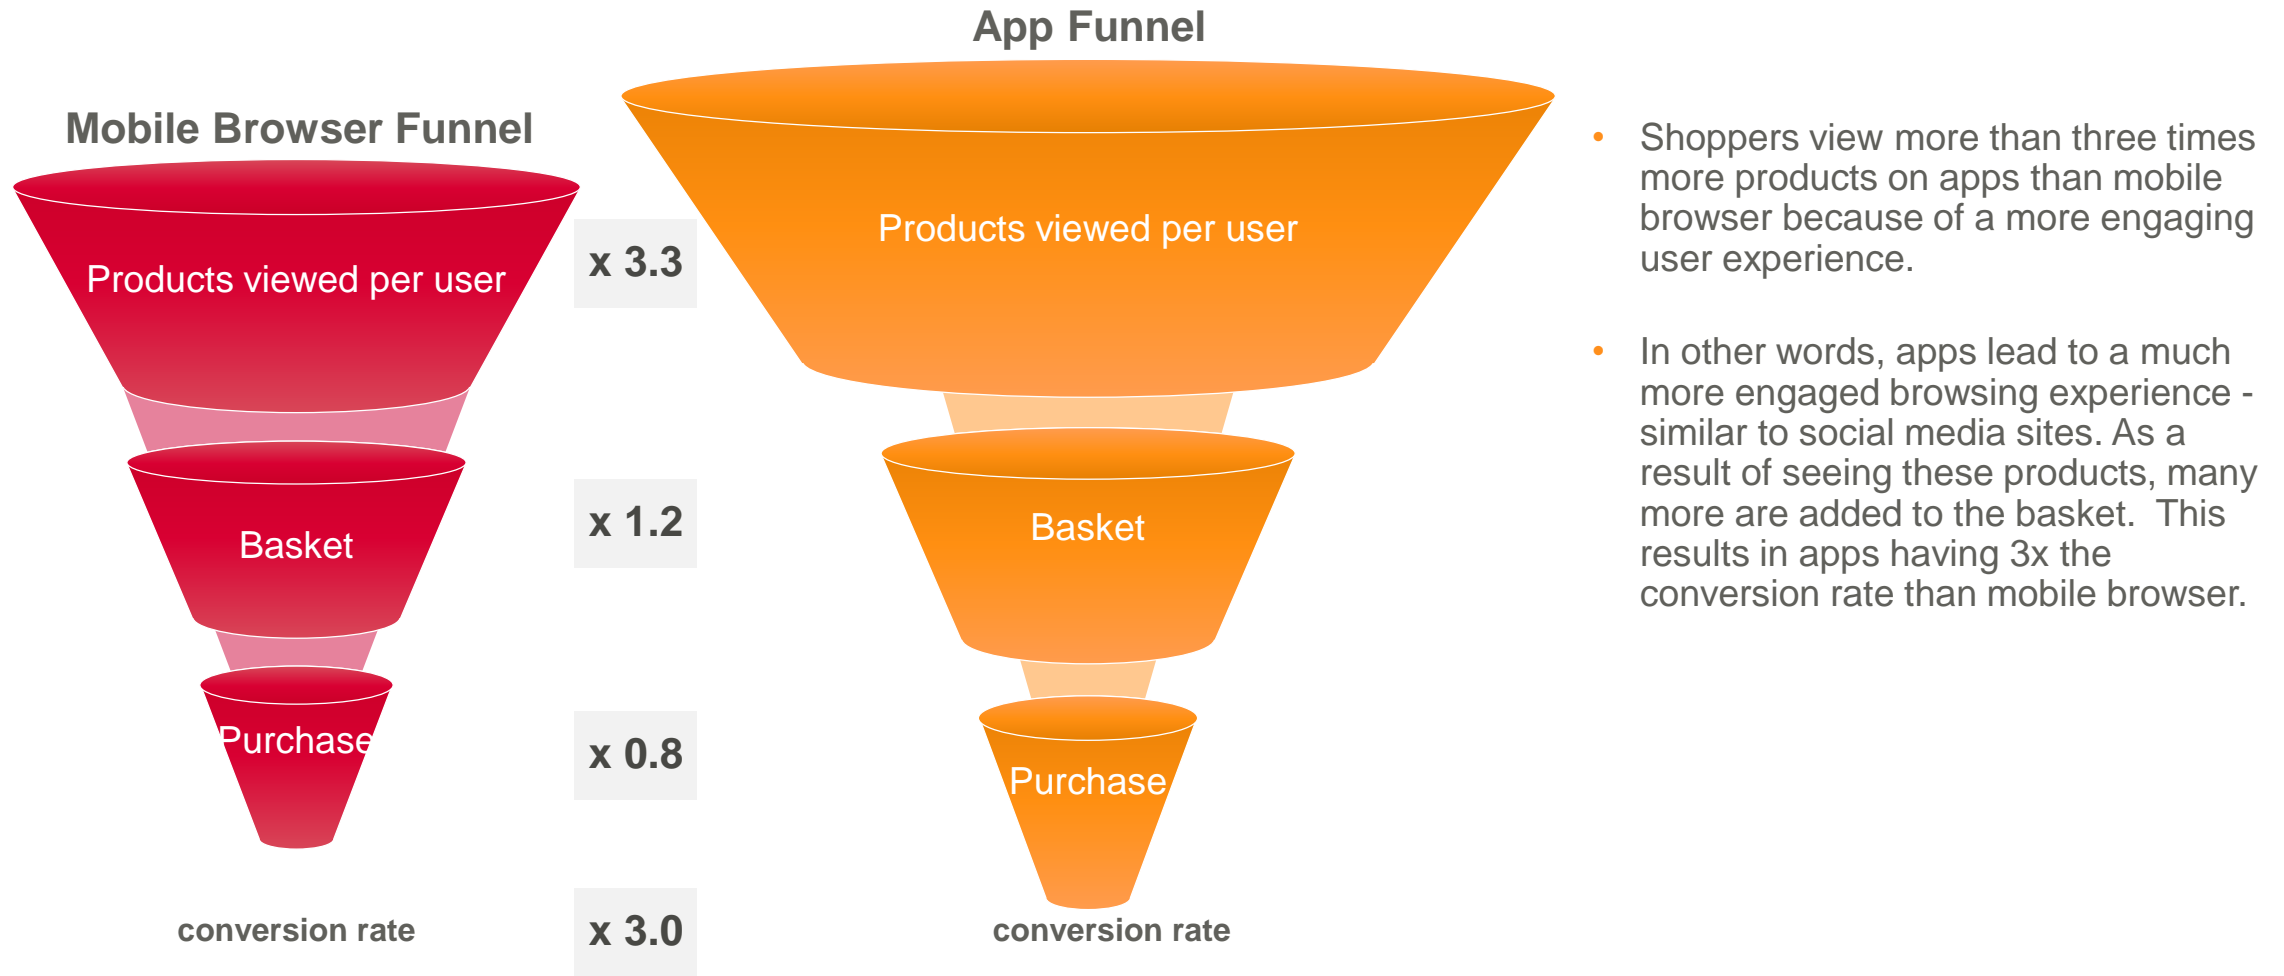 App Funnel
Mobile Browser Funnel
Products viewed per user
Products viewed per user
x 3.3
Basket
Basket
x 1.2
Purchase
Purchase
x 0.8
conversion rate
x 3.0
conversion rate
• Shoppers view more than three times
more products on apps than mobile
browser because of a more engaging
user experience.
• In other words, apps lead to a much
more engaged browsing experience -
similar to social media sites. As a
result of seeing these products, many
more are added to the basket.  This
results in apps having 3x the
conversion rate than mobile browser.